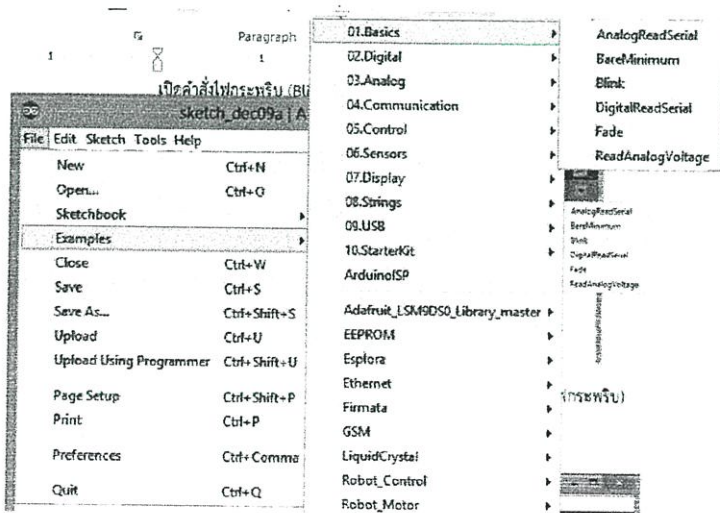 Paragraph
1
1
เปิดคำสั่งไฟกระพริบ (Bli
sketch_dec09a | A
File Edit Sketch Tools Help
New Ctrl+N
Open... Ctrl+O
Sketchbook
Examples
Close Ctrl+W
Save Ctrl+S
Save As... Ctrl+Shift+S
Upload Ctrl+U
Upload Using Programmer Ctrl+Shift+U
Page Setup Ctrl+Shift+P
Print Ctrl+P
Preferences Ctrl+Comma
Quit Ctrl+Q
01.Basics
02.Digital
03.Analog
04.Communication
05.Control
06.Sensors
07.Display
08.Strings
09.USB
10.StarterKit
ArduinoISP
Adafruit_LSM9DS0_Library_master
EEPROM
Esplora
Ethernet
Firmata
GSM
LiquidCrystal
Robot_Control
Robot_Motor
AnalogReadSerial
BareMinimum
Blink
DigitalReadSerial
Fade
ReadAnalogVoltage
AnalogReadSerial
BareMinimum
Blink
DigitalReadSerial
Fade
ReadAnalogVoltage
ไฟกระพริบ)